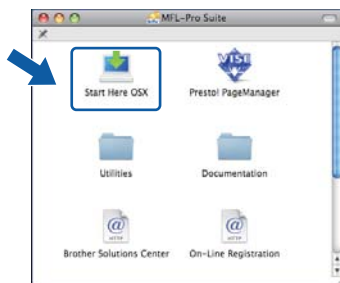 MFL-Pro Suite
Start Here OSX
Presto! PageManager
Utilities
Documentation
Brother Solutions Center
On-Line Registration